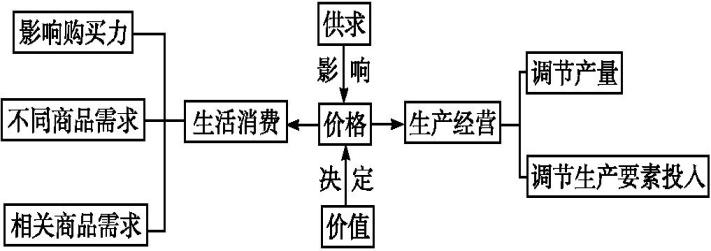 影响购买力
不同商品需求
相关商品需求
生活消费
供求
影响
价格
决定
价值
生产经营
调节产量
调节生产要素投入